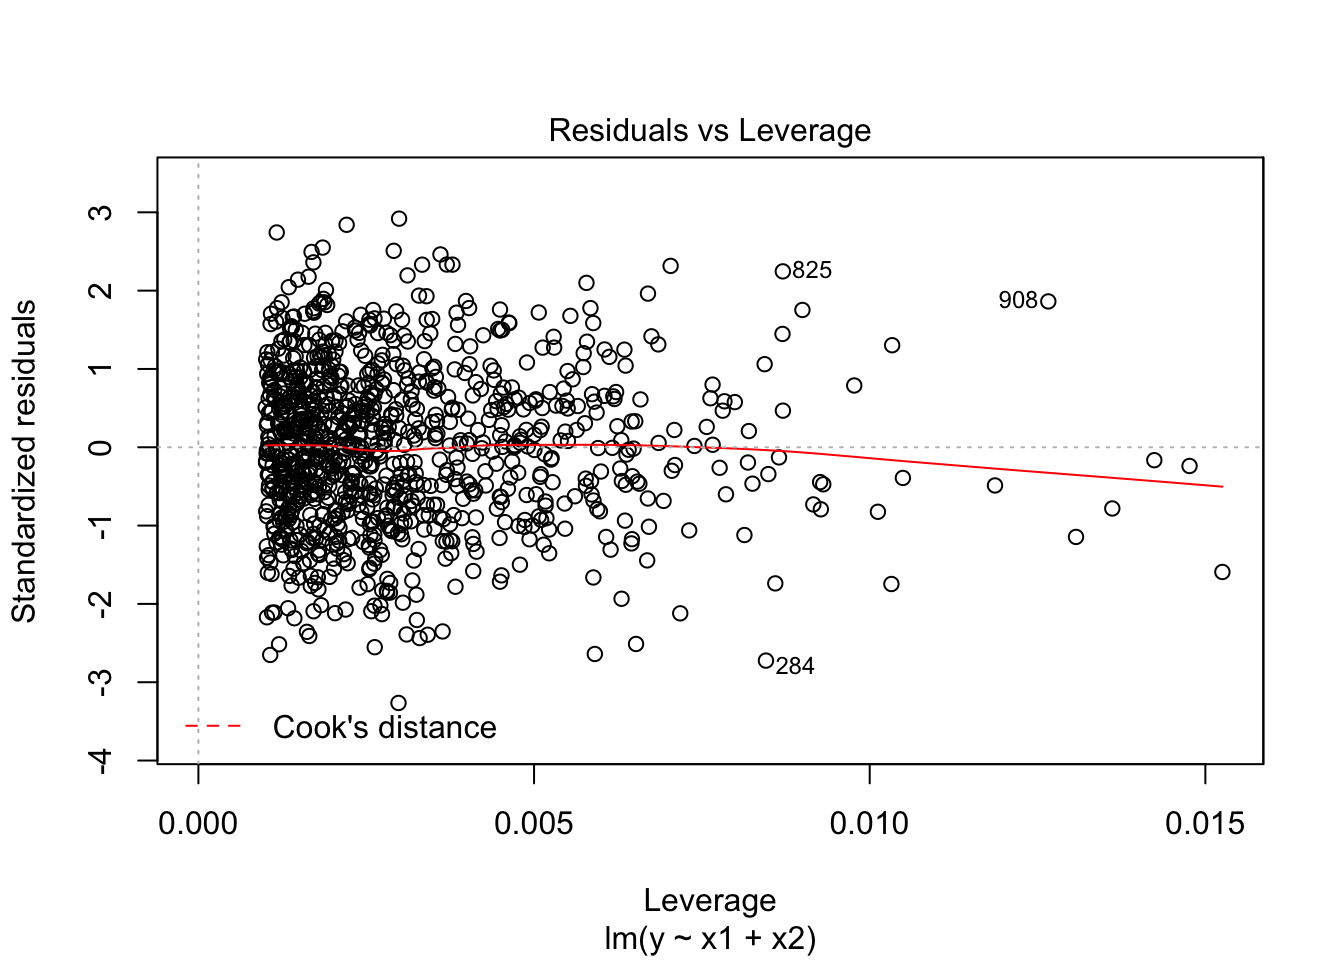 Residuals vs Leverage
Standardized residuals
3
2
1
0
-1
-2
-3
-4
825
908
284
Cook's distance
0.000 0.005 0.010 0.015
Leverage
lm(y ~ x1 + x2)